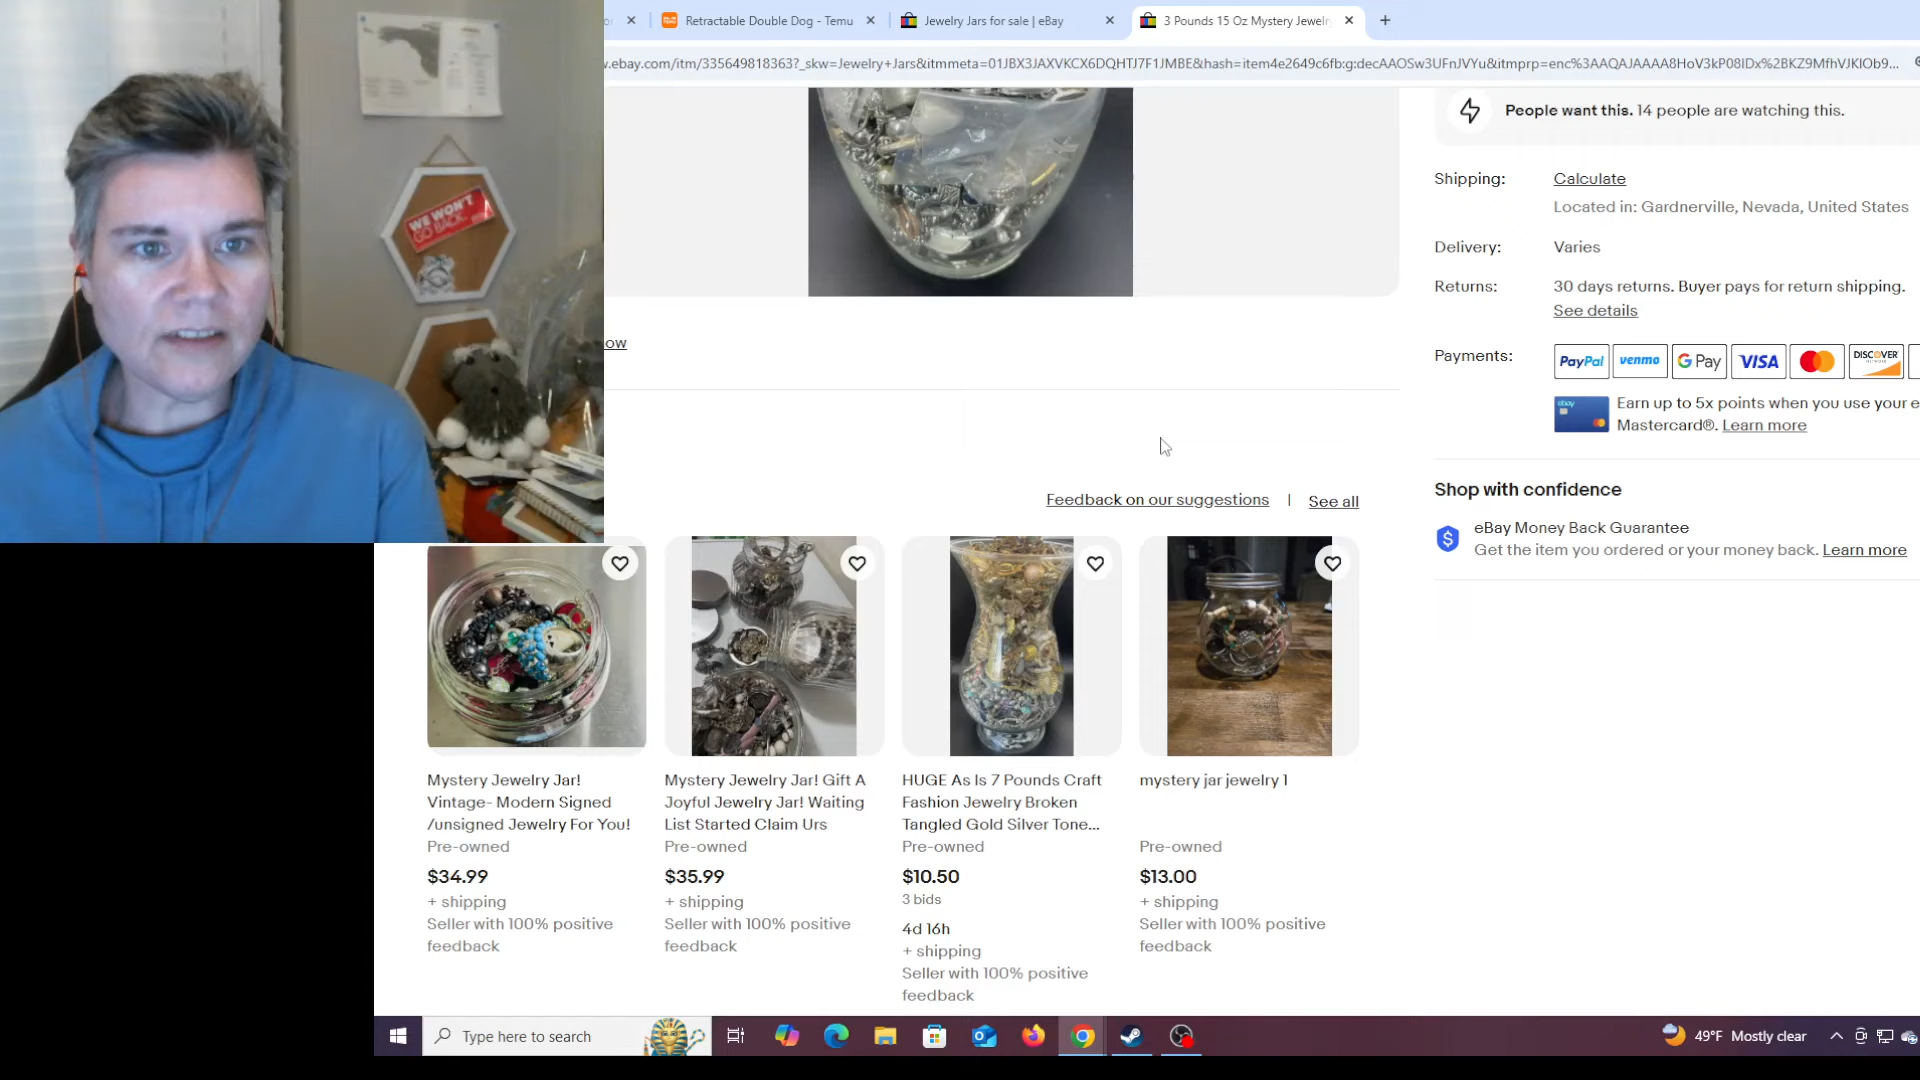 or
Retractable Double Dog - Temu
Jewelry Jars for sale | eBay
3 Pounds 15 Oz Mystery Jewelr
w.ebay.com/itm/335649818363?_skw=Jewelry+Jars&itmmeta=01JBX3JAXVKCX6DQHTJ7F1JMBE&hash=item4e2649c6fb:g:decAAOSw3UFnJVYu&itmprp=enc%3AAQAJAAAA8HoV3kP08IDx%2BKZ9MfhVJKIOb9...
People want this. 14 people are watching this.
Shipping: Calculate
Located in: Gardnerville, Nevada, United States
Delivery: Varies
Returns: 30 days returns. Buyer pays for return shipping.
See details
Payments: PayPal venmo G Pay VISA DISCOVER
ebay
Earn up to 5x points when you use your e
Mastercard®. Learn more
Shop with confidence
eBay Money Back Guarantee
Get the item you ordered or your money back. Learn more
WE WON'T
GO BACK
ow
Feedback on our suggestions | See all
Mystery Jewelry Jar!
Vintage- Modern Signed
/unsigned Jewelry For You!
Pre-owned
$34.99
+ shipping
Seller with 100% positive
feedback
Mystery Jewelry Jar! Gift A
Joyful Jewelry Jar! Waiting
List Started Claim Urs
Pre-owned
$35.99
+ shipping
Seller with 100% positive
feedback
HUGE As Is 7 Pounds Craft
Fashion Jewelry Broken
Tangled Gold Silver Tone...
Pre-owned
$10.50
3 bids
4d 16h
+ shipping
Seller with 100% positive
feedback
mystery jar jewelry 1
Pre-owned
$13.00
+ shipping
Seller with 100% positive
feedback
Type here to search
49°F Mostly clear